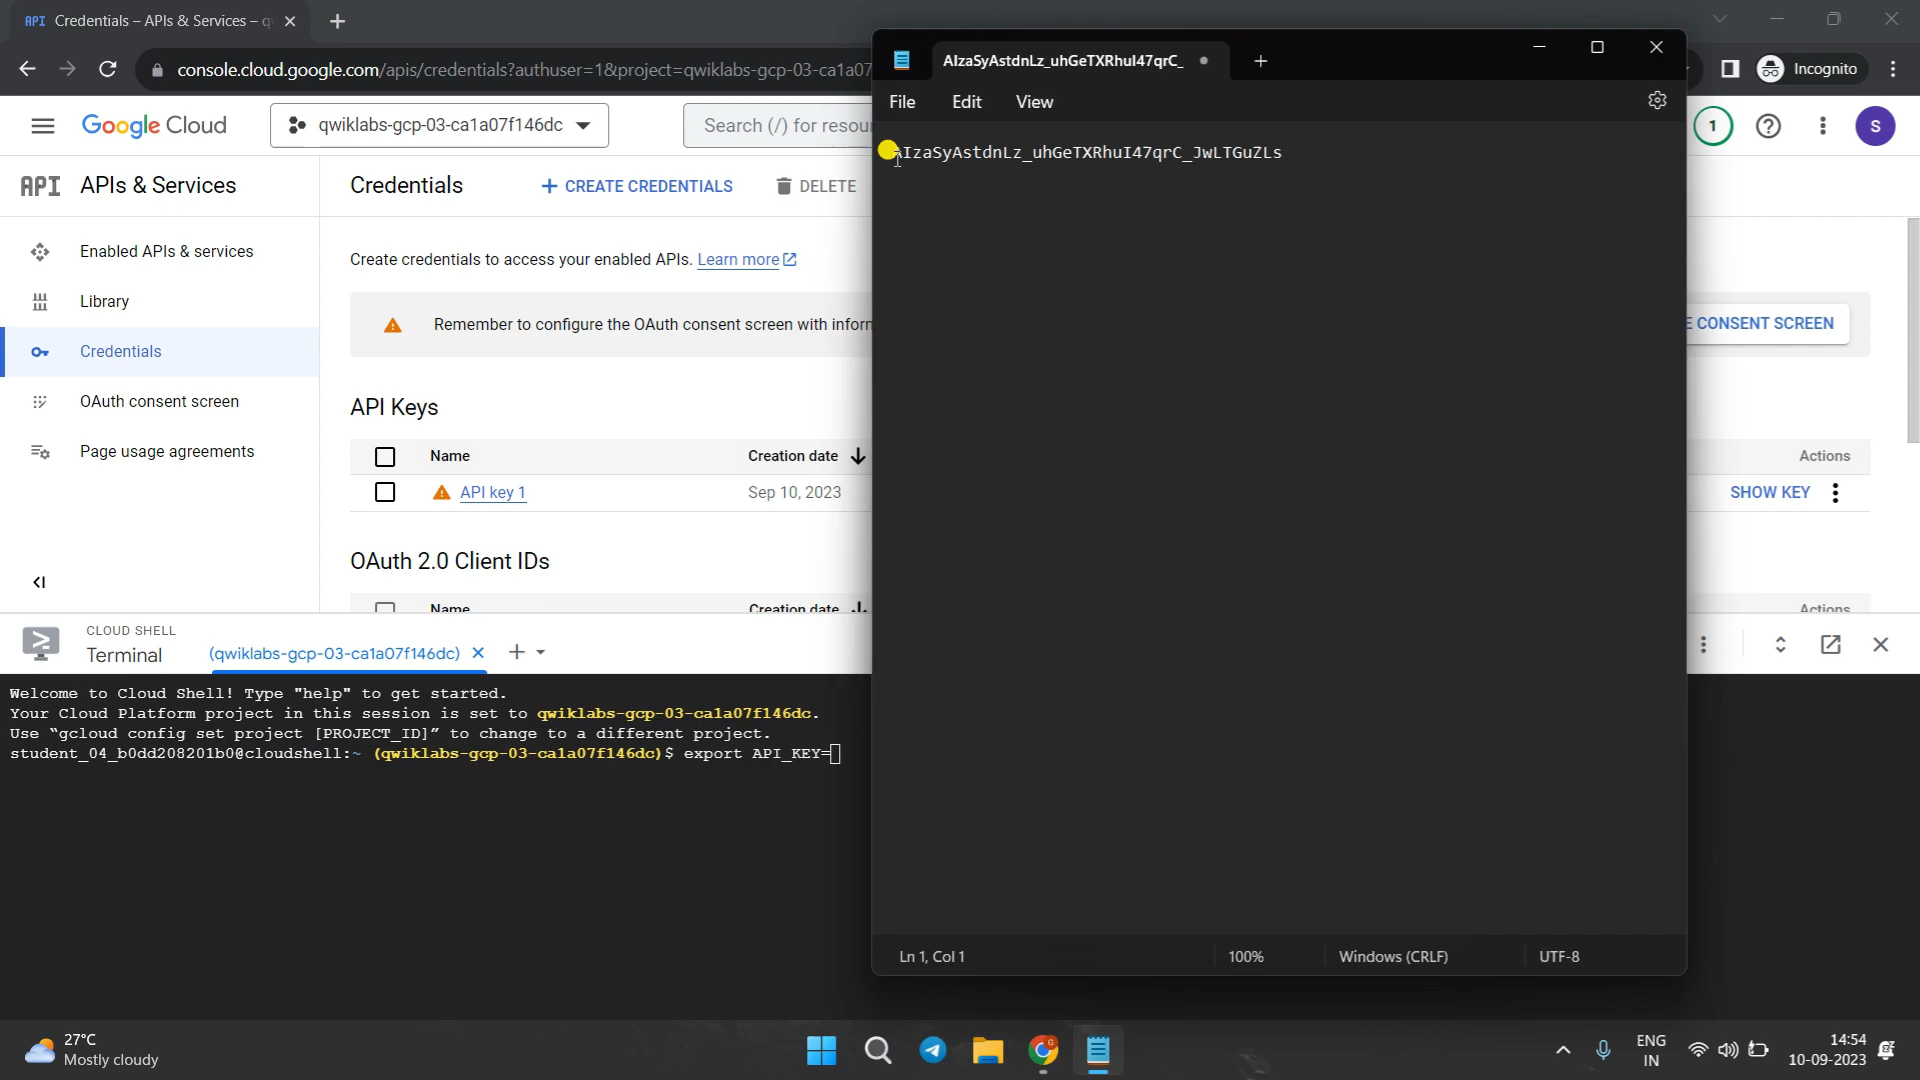 Credentials – APIs & Services – q
console.cloud.google.com/apis/credentials?authuser=1&project=qwiklabs-gcp-03-ca1a07
Incognito
AIzaSyAstdnLz_uhGeTXRhuI47qrC_
File Edit View
AIzaSyAstdnLz_uhGeTXRhuI47qrC_JwLTGuZLs
Ln 1, Col 1 100% Windows (CRLF) UTF-8
Google Cloud
qwiklabs-gcp-03-ca1a07f146dc
Search (/) for resou
1
S
API APIs & Services
Enabled APIs & services
Library
Credentials
OAuth consent screen
Page usage agreements
Credentials
CREATE CREDENTIALS
DELETE
Create credentials to access your enabled APIs. Learn more
Remember to configure the OAuth consent screen with inforn
E CONSENT SCREEN
API Keys
Name Creation date Actions
API key 1 Sep 10, 2023 SHOW KEY
OAuth 2.0 Client IDs
Name Creation date Actions
CLOUD SHELL
Terminal
(qwiklabs-gcp-03-ca1a07f146dc)
Welcome to Cloud Shell! Type "help" to get started.
Your Cloud Platform project in this session is set to qwiklabs-gcp-03-ca1a07f146dc.
Use “gcloud config set project [PROJECT_ID]” to change to a different project.
student_04_b0dd208201b0@cloudshell:~ (qwiklabs-gcp-03-ca1a07f146dc)$ export API_KEY=
27°C
Mostly cloudy
ENG
IN
14:54
10-09-2023